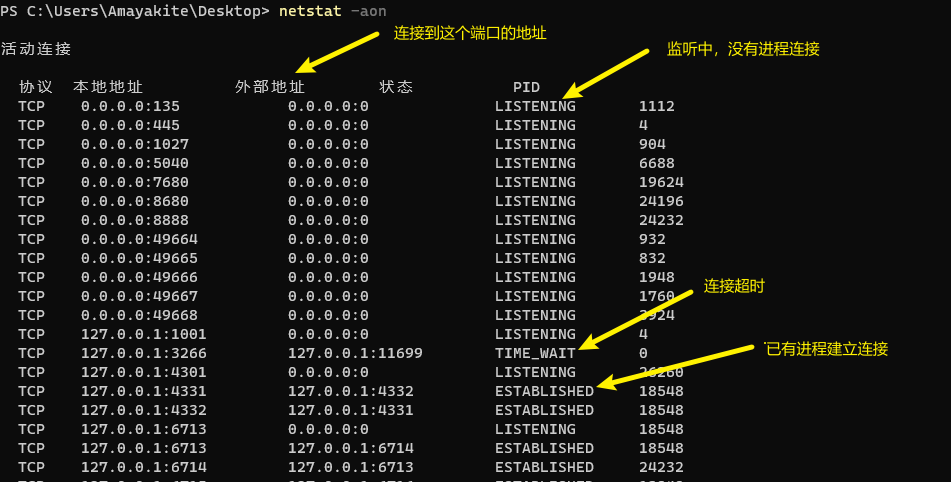 PS C:\Users\Amayakite\Desktop> netstat -aon
连接到这个端口的地址
活动连接
监听中，没有进程连接
协议 本地地址 外部地址 状态 PID
TCP 0.0.0.0:135 0.0.0.0:0 LISTENING 1112
TCP 0.0.0.0:445 0.0.0.0:0 LISTENING 4
TCP 0.0.0.0:1027 0.0.0.0:0 LISTENING 904
TCP 0.0.0.0:5040 0.0.0.0:0 LISTENING 6688
TCP 0.0.0.0:7680 0.0.0.0:0 LISTENING 19624
TCP 0.0.0.0:8680 0.0.0.0:0 LISTENING 24196
TCP 0.0.0.0:8888 0.0.0.0:0 LISTENING 24232
TCP 0.0.0.0:49664 0.0.0.0:0 LISTENING 932
TCP 0.0.0.0:49665 0.0.0.0:0 LISTENING 832
TCP 0.0.0.0:49666 0.0.0.0:0 LISTENING 1948
连接超时
TCP 0.0.0.0:49667 0.0.0.0:0 LISTENING 1760
TCP 0.0.0.0:49668 0.0.0.0:0 LISTENING
TCP 127.0.0.1:1001 0.0.0.0:0 LISTENING 4
TCP 127.0.0.1:3266 127.0.0.1:11699 TIME_WAIT 0
已有进程建立连接
TCP 127.0.0.1:4301 0.0.0.0:0 LISTENING
TCP 127.0.0.1:4331 127.0.0.1:4332 ESTABLISHED 18548
TCP 127.0.0.1:4332 127.0.0.1:4331 ESTABLISHED 18548
TCP 127.0.0.1:6713 0.0.0.0:0 LISTENING 18548
TCP 127.0.0.1:6713 127.0.0.1:6714 ESTABLISHED 18548
TCP 127.0.0.1:6714 127.0.0.1:6713 ESTABLISHED 24232